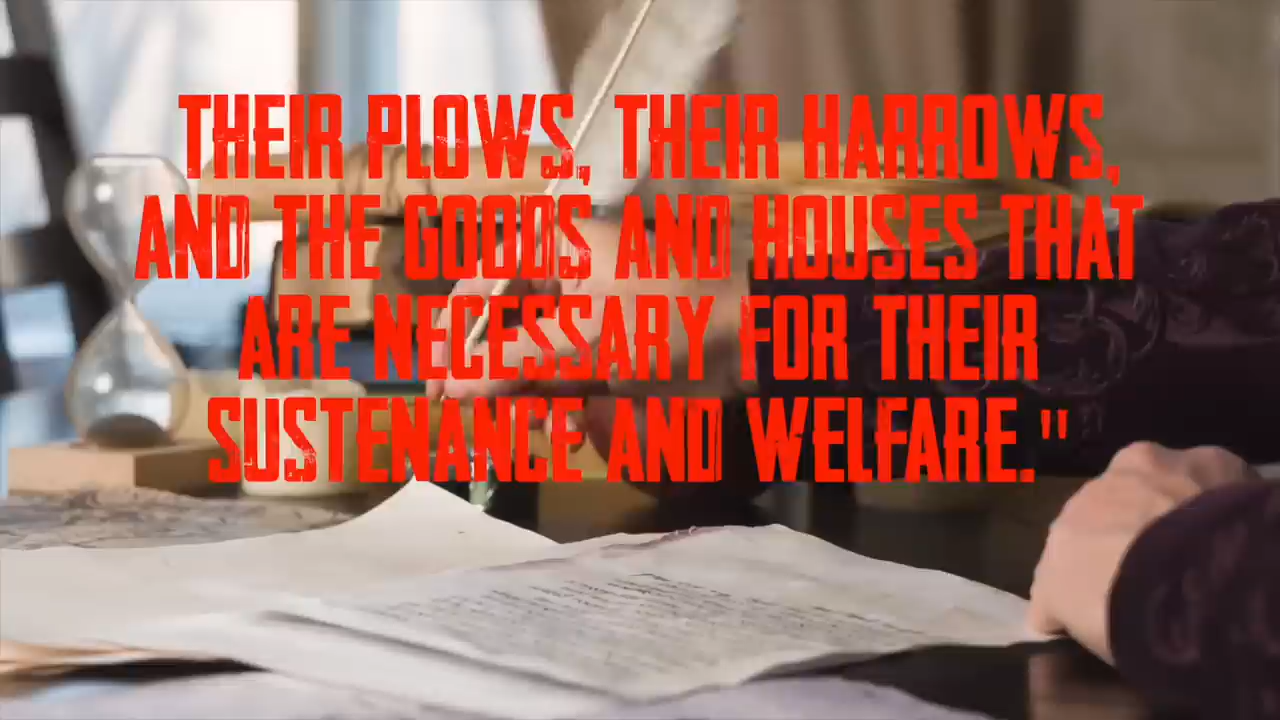 THEIR PLOWS, THEIR HARROWS,
AND THE GOODS AND HOUSES THAT
ARE NECESSARY FOR THEIR
SUSTENANCE AND WELFARE."